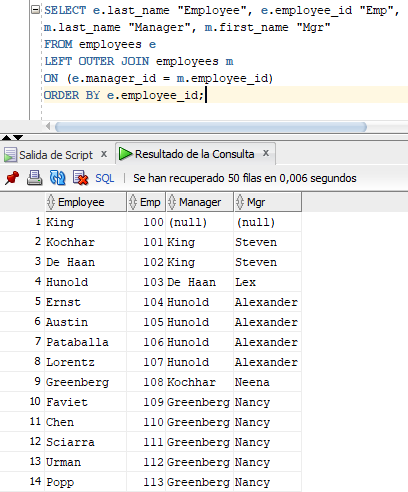 SELECT e.last_name "Employee", e.employee_id "Emp",
m.last_name "Manager", m.first_name "Mgr"
FROM employees e
LEFT OUTER JOIN employees m
ON (e.manager_id = m.employee_id)
ORDER BY e.employee_id;
Salida de Script × Resultado de la Consulta ×
SQL | Se han recuperado 50 filas en 0,006 segundos
Employee Emp Manager Mgr
1 King 100 (null) (null)
2 Kochhar 101 King Steven
3 De Haan 102 King Steven
4 Hunold 103 De Haan Lex
5 Ernst 104 Hunold Alexander
6 Austin 105 Hunold Alexander
7 Pataballa 106 Hunold Alexander
8 Lorentz 107 Hunold Alexander
9 Greenberg 108 Kochhar Neena
10 Faviet 109 Greenberg Nancy
11 Chen 110 Greenberg Nancy
12 Sciarra 111 Greenberg Nancy
13 Urman 112 Greenberg Nancy
14 Popp 113 Greenberg Nancy